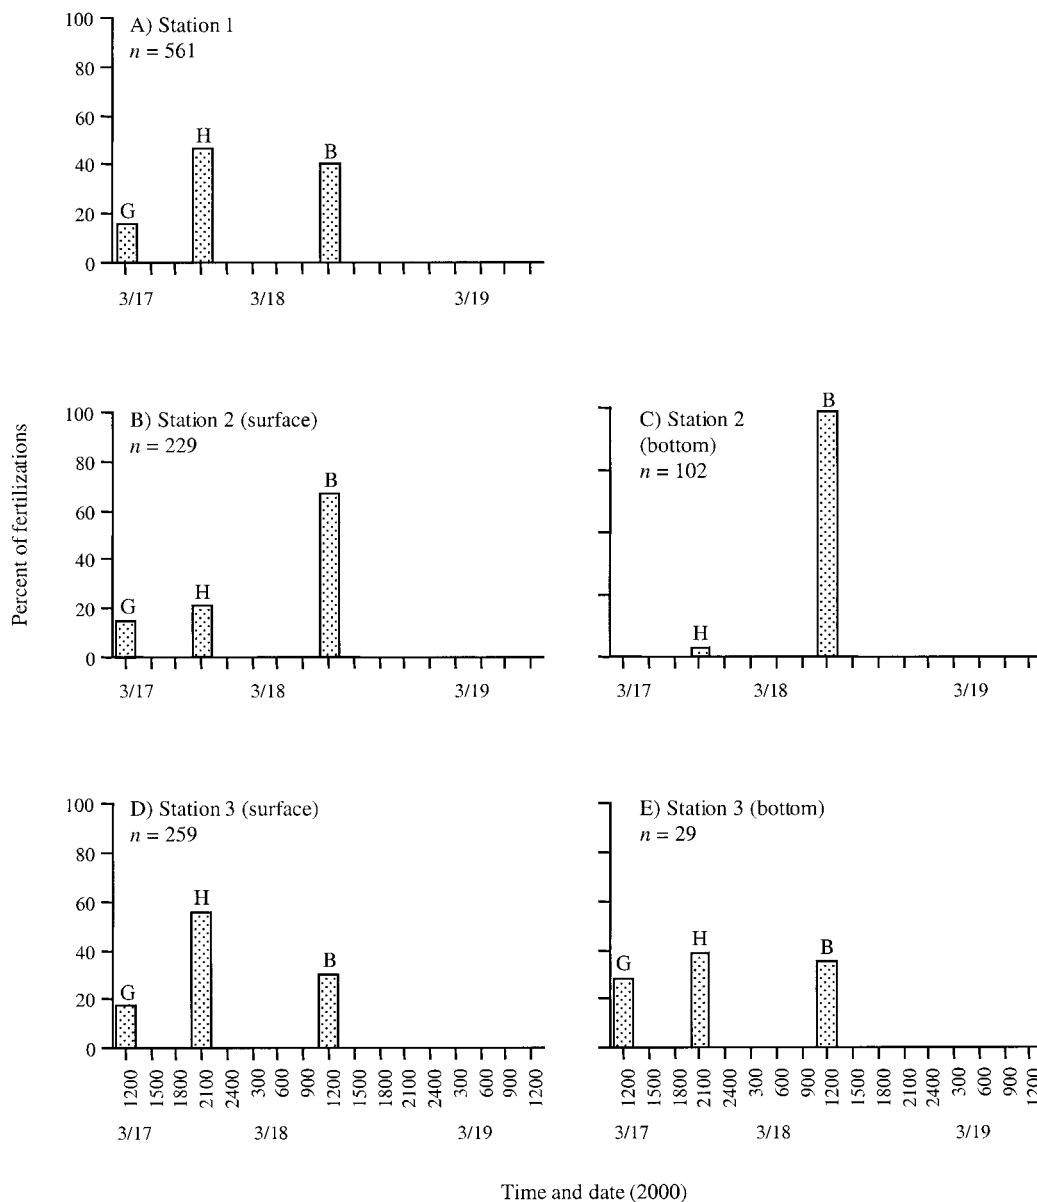 A) Station 1
n = 561
100
80
60
40
20
0
G
H
B
3/17
3/18
3/19
Percent of fertilizations
B) Station 2 (surface)
n = 229
100
80
60
40
20
0
G
H
B
3/17
3/18
3/19
C) Station 2
(bottom)
n = 102
H
B
3/17
3/18
3/19
D) Station 3 (surface)
n = 259
100
80
60
40
20
0
G
H
B
1200 1500 1800 2100 2400 300 600 900 1200 1500 1800 2100 2400 300 600 900 1200
3/17
3/18
3/19
E) Station 3 (bottom)
n = 29
G
H
B
1200 1500 1800 2100 2400 300 600 900 1200 1500 1800 2100 2400 300 600 900 1200
3/17
3/18
3/19
Time and date (2000)